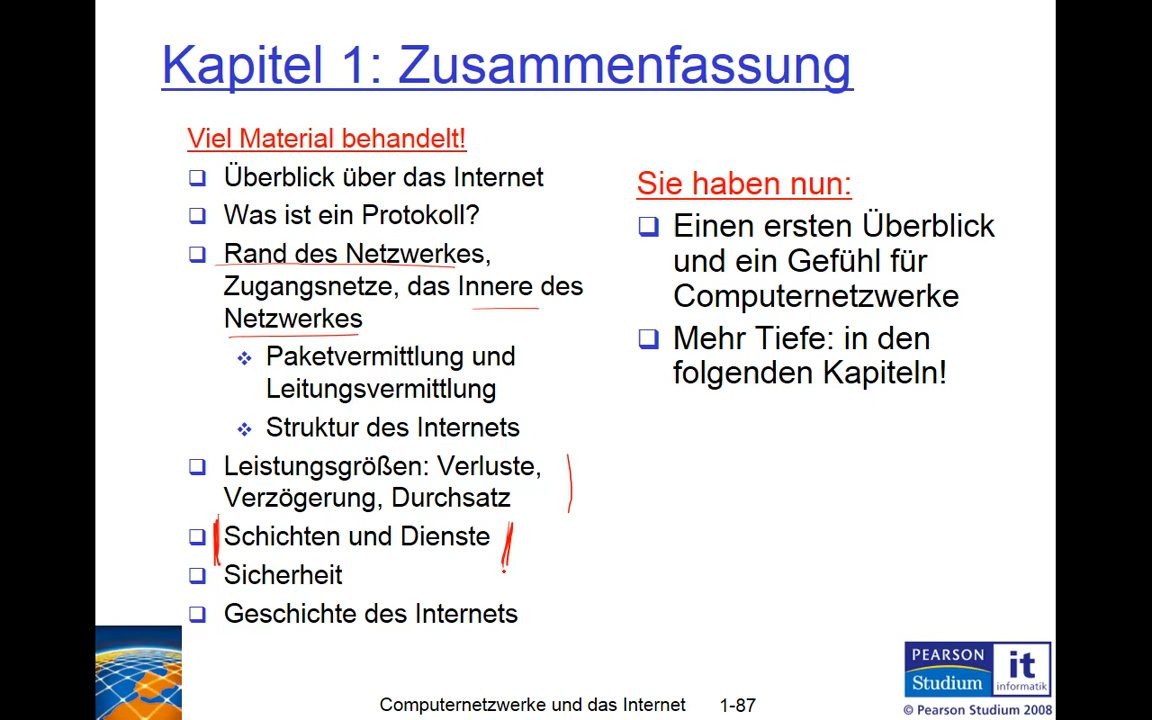 Kapitel 1: Zusammenfassung
Viel Material behandelt!
Überblick über das Internet
Was ist ein Protokoll?
Rand des Netzwerkes,
Zugangsnetze, das Innere des
Netzwerkes
Paketvermittlung und
Leitungsvermittlung
Struktur des Internets
Leistungsgrößen: Verluste,
Verzögerung, Durchsatz
Schichten und Dienste
Sicherheit
Geschichte des Internets
Sie haben nun:
Einen ersten Überblick
und ein Gefühl für
Computernetzwerke
Mehr Tiefe: in den
folgenden Kapiteln!
Computernetzwerke und das Internet 1-87
PEARSON
Studium
it
informatik
© Pearson Studium 2008